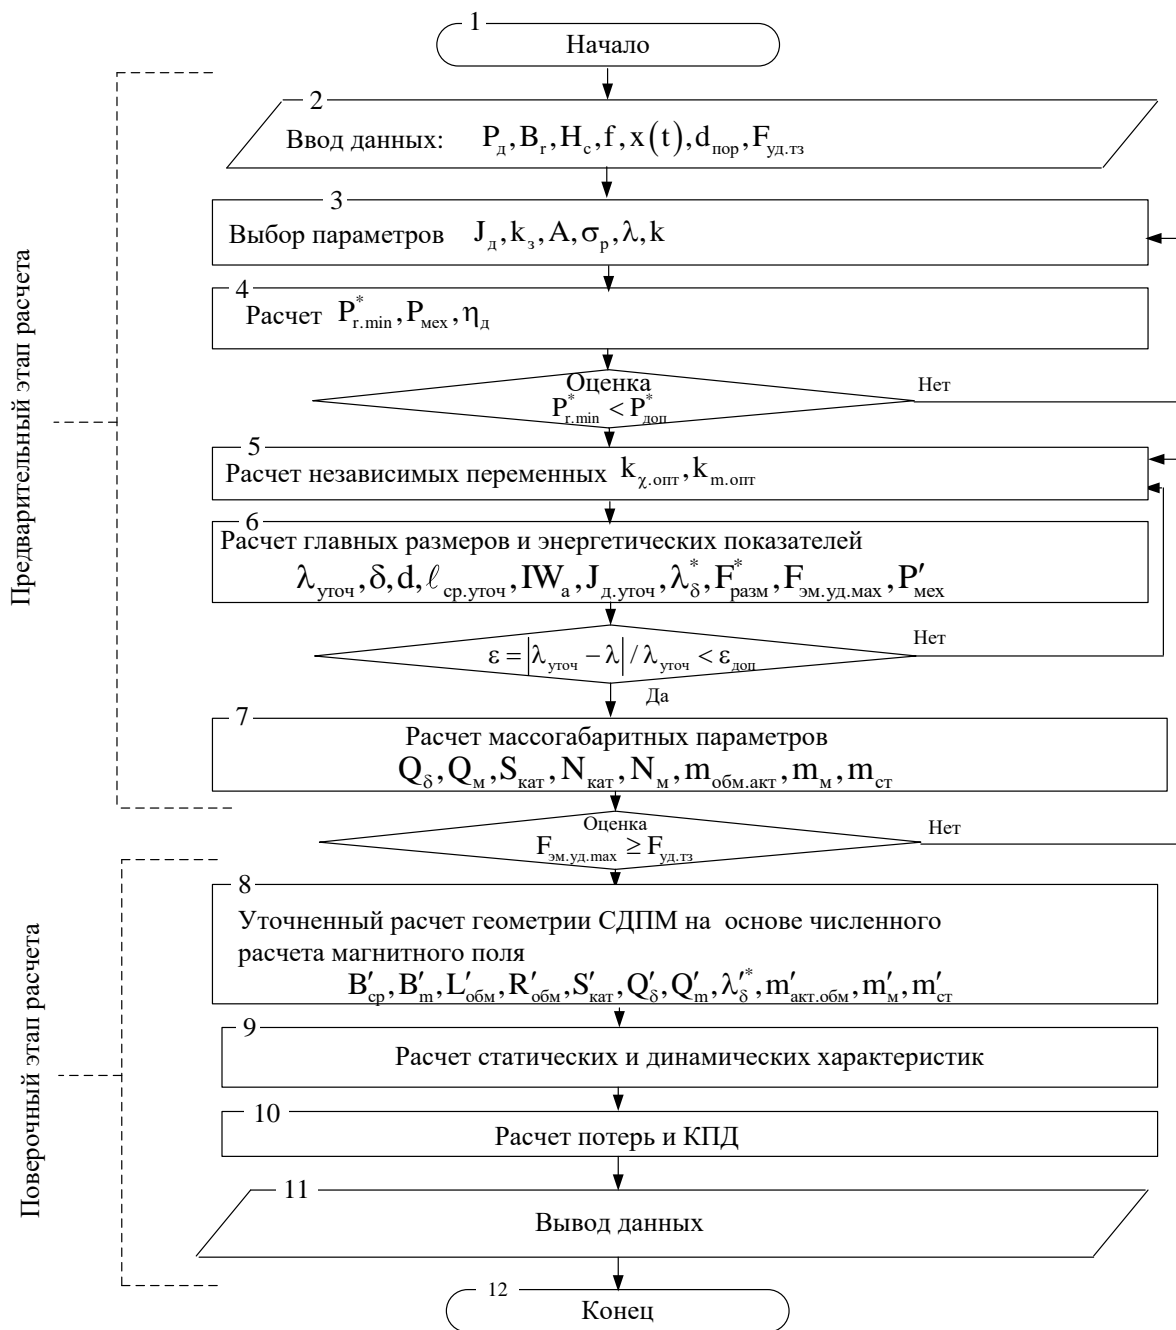 1
Начало
2
Ввод данных: P_д, B_r, H_c, f, x(t), d_пор, F_уд.тз
3
Выбор параметров J_д, k_з, A, σ_р, λ, k
4
Расчет P*_r.min, P_мех, η_д
Оценка
P*_r.min < P*_доп
Нет
5
Расчет независимых переменных k_χ.опт, k_m.опт
6
Расчет главных размеров и энергетических показателей
λ_уточ, δ, d, ℓ_ср.уточ, IW_а, J_д.уточ, λ*_δ, F*_разм, F_эм.уд.мах, P′_мех
ε = |λ_уточ − λ| / λ_уточ < ε_доп
Нет
Да
7
Расчет массогабаритных параметров
Q_δ, Q_м, S_кат, N_кат, N_м, m_обм.акт, m_м, m_ст
Оценка
F_эм.уд.max ≥ F_уд.тз
Нет
8
Уточненный расчет геометрии СДПМ на основе численного
расчета магнитного поля
B′_ср, B′_m, L′_обм, R′_обм, S′_кат, Q′_δ, Q′_m, λ′*_δ, m′_акт.обм, m′_м, m′_ст
9
Расчет статических и динамических характеристик
10
Расчет потерь и КПД
11
Вывод данных
12
Конец
Предварительный этап расчета
Поверочный этап расчета